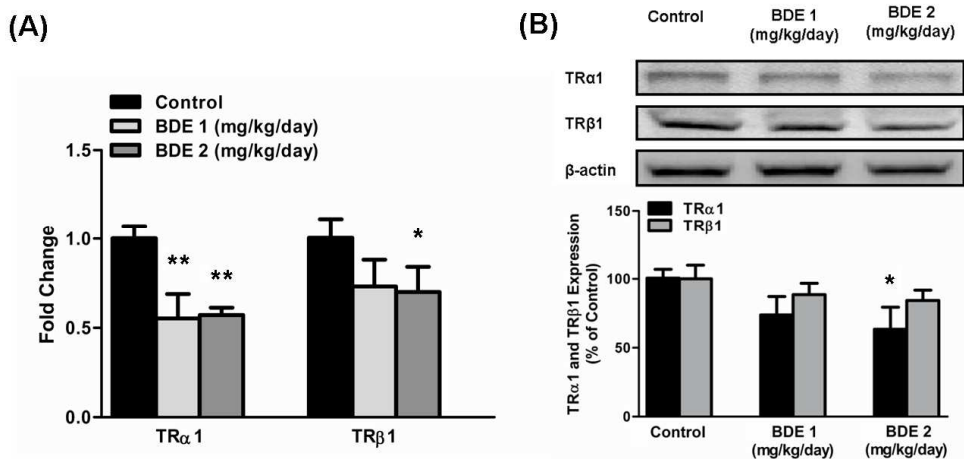 (A)
Control
BDE 1 (mg/kg/day)
BDE 2 (mg/kg/day)
Fold Change
1.5
1.0
0.5
0.0
**
**
*
TRα1
TRβ1
(B)
Control
BDE 1
(mg/kg/day)
BDE 2
(mg/kg/day)
TRα1
TRβ1
β-actin
TRα1
TRβ1
TRα1 and TRβ1 Expression
(% of Control)
150
100
50
0
*
Control
BDE 1
(mg/kg/day)
BDE 2
(mg/kg/day)